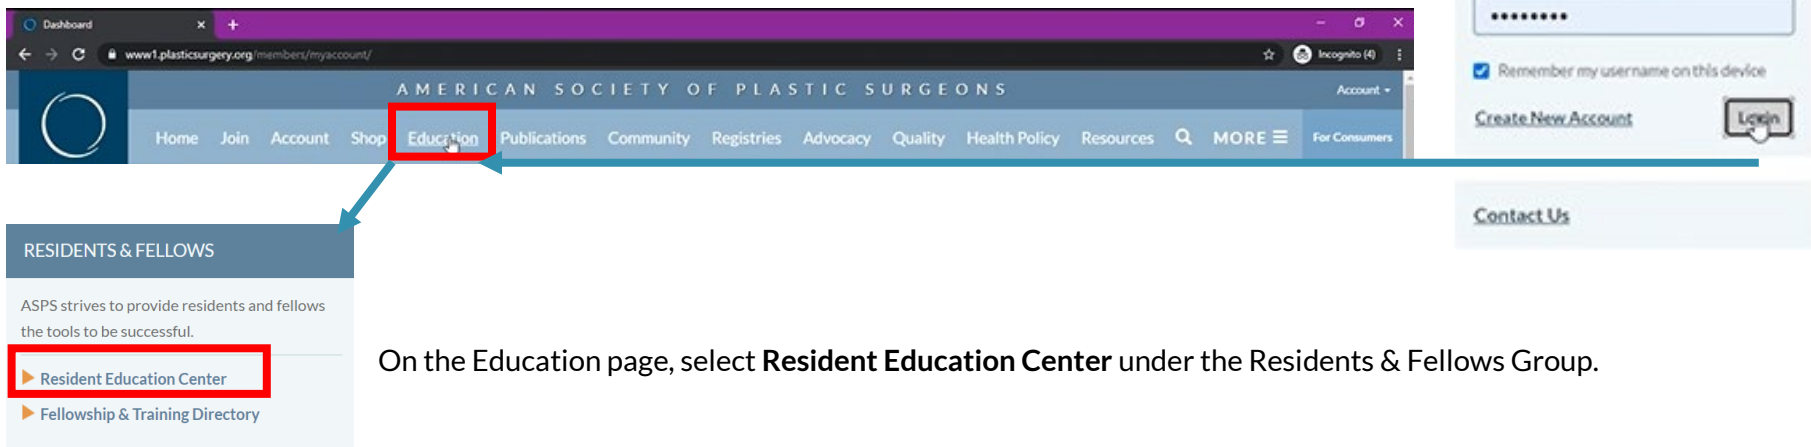 Dashboard
www1.plasticsurgery.org/members/myaccount/
Incognito (4)
AMERICAN SOCIETY OF PLASTIC SURGEONS
Account
Home Join Account Shop Education Publications Community Registries Advocacy Quality Health Policy Resources MORE For Consumers
••••••••
Remember my username on this device
Create New Account
Login
Contact Us
RESIDENTS & FELLOWS
ASPS strives to provide residents and fellows
the tools to be successful.
Resident Education Center
Fellowship & Training Directory
On the Education page, select Resident Education Center under the Residents & Fellows Group.